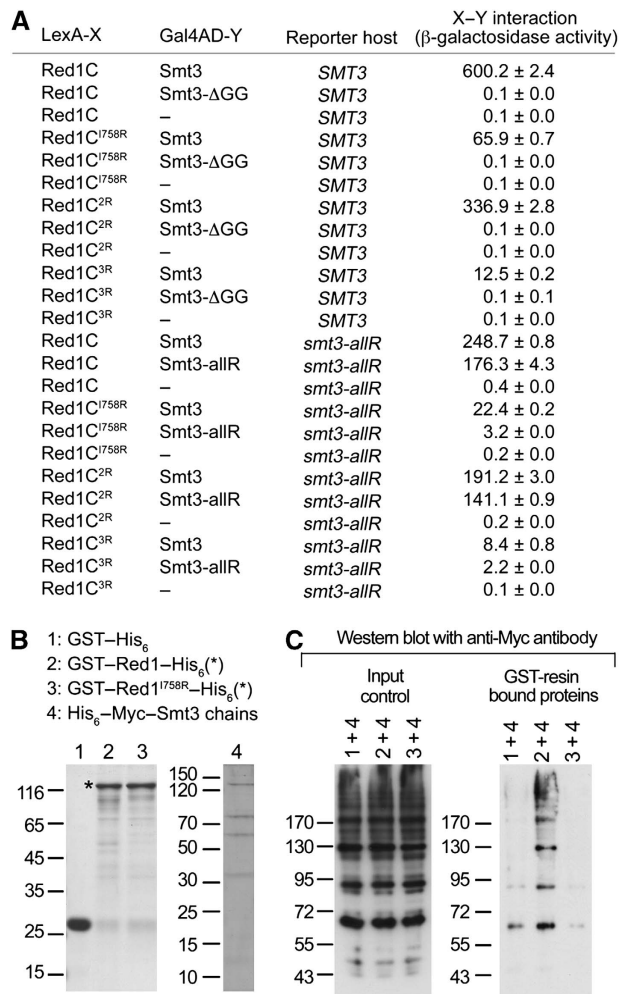 A
LexA-X Gal4AD-Y Reporter host X–Y interaction (β-galactosidase activity)
Red1C Smt3 SMT3 600.2 ± 2.4
Red1C Smt3-ΔGG SMT3 0.1 ± 0.0
Red1C – SMT3 0.1 ± 0.0
Red1C^I758R Smt3 SMT3 65.9 ± 0.7
Red1C^I758R Smt3-ΔGG SMT3 0.1 ± 0.0
Red1C^I758R – SMT3 0.1 ± 0.0
Red1C^2R Smt3 SMT3 336.9 ± 2.8
Red1C^2R Smt3-ΔGG SMT3 0.1 ± 0.0
Red1C^2R – SMT3 0.1 ± 0.0
Red1C^3R Smt3 SMT3 12.5 ± 0.2
Red1C^3R Smt3-ΔGG SMT3 0.1 ± 0.1
Red1C^3R – SMT3 0.1 ± 0.0
Red1C Smt3 smt3-allR 248.7 ± 0.8
Red1C Smt3-allR smt3-allR 176.3 ± 4.3
Red1C – smt3-allR 0.4 ± 0.0
Red1C^I758R Smt3 smt3-allR 22.4 ± 0.2
Red1C^I758R Smt3-allR smt3-allR 3.2 ± 0.0
Red1C^I758R – smt3-allR 0.2 ± 0.0
Red1C^2R Smt3 smt3-allR 191.2 ± 3.0
Red1C^2R Smt3-allR smt3-allR 141.1 ± 0.9
Red1C^2R – smt3-allR 0.2 ± 0.0
Red1C^3R Smt3 smt3-allR 8.4 ± 0.8
Red1C^3R Smt3-allR smt3-allR 2.2 ± 0.0
Red1C^3R – smt3-allR 0.1 ± 0.0
B
1: GST–His6
2: GST–Red1–His6(*)
3: GST–Red1^I758R–His6(*)
4: His6–Myc–Smt3 chains
1 2 3
*
116
65
45
35
25
15
4
150
120
70
60
30
25
20
15
10
C
Western blot with anti-Myc antibody
Input control
1 + 4 2 + 4 3 + 4
170
130
95
72
55
43
GST-resin bound proteins
1 + 4 2 + 4 3 + 4
170
130
95
72
55
43